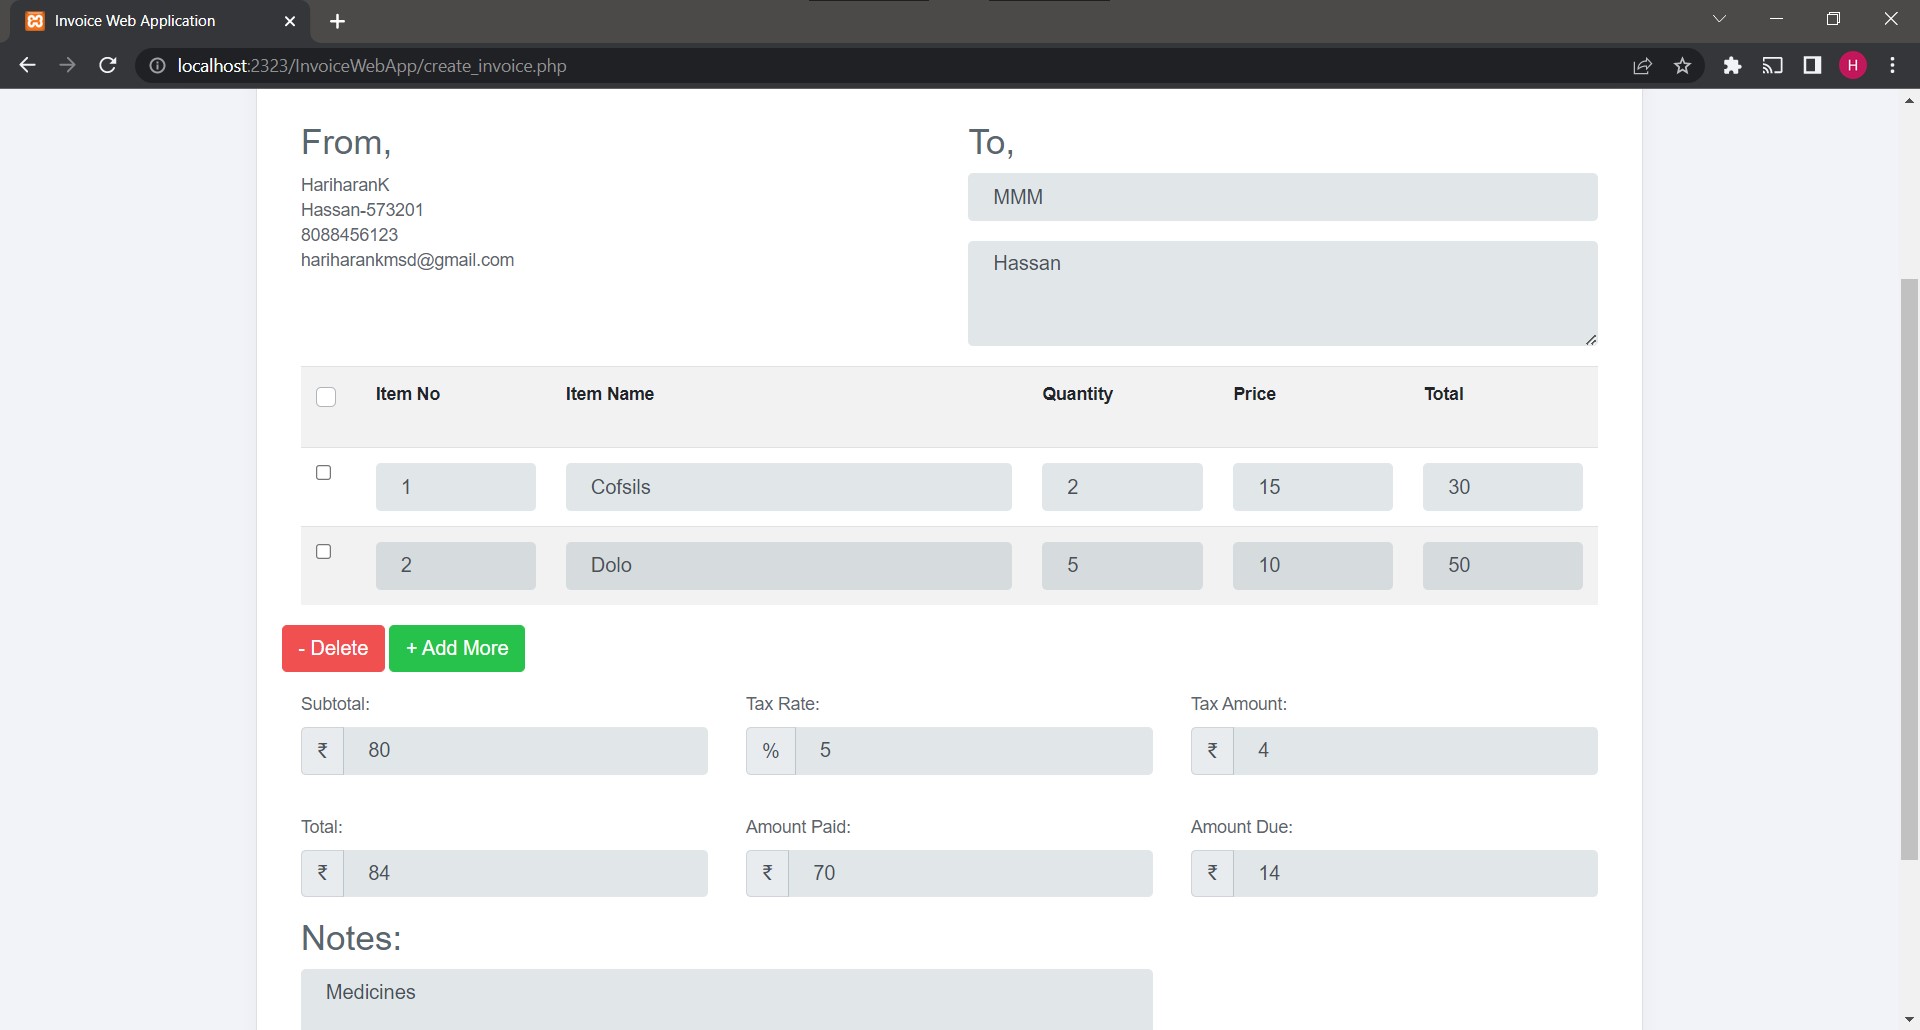 Invoice Web Application
localhost:2323/InvoiceWebApp/create_invoice.php
H
From,
HariharanK
Hassan-573201
8088456123
hariharankmsd@gmail.com
To,
MMM
Hassan
Item No Item Name Quantity Price Total
1 Cofsils 2 15 30
2 Dolo 5 10 50
- Delete + Add More
Subtotal: Tax Rate: Tax Amount:
₹ 80 % 5 ₹ 4
Total: Amount Paid: Amount Due:
₹ 84 ₹ 70 ₹ 14
Notes:
Medicines